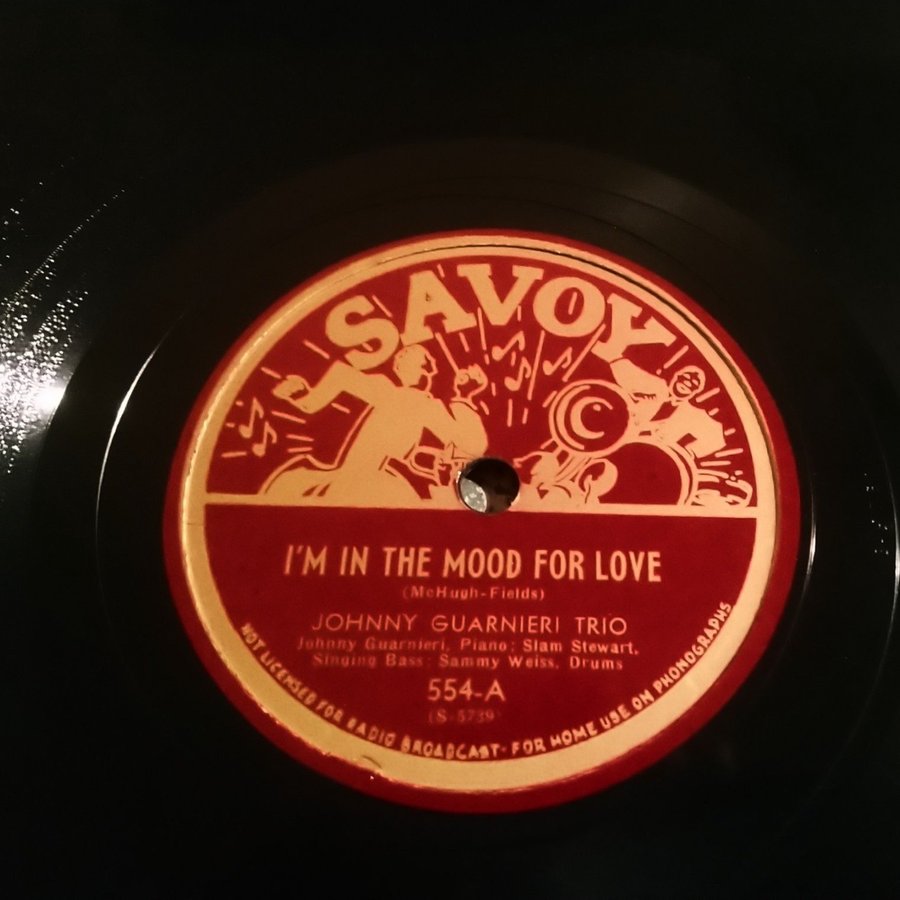 SAVOY
I'M IN THE MOOD FOR LOVE
(McHugh-Fields)
JOHNNY GUARNIERI TRIO
Johnny Guarnieri, Piano; Slam Stewart,
Singing Bass; Sammy Weiss, Drums
554-A
(S-5739)
NOT LICENSED FOR RADIO BROADCAST · FOR HOME USE ON PHONOGRAPHS